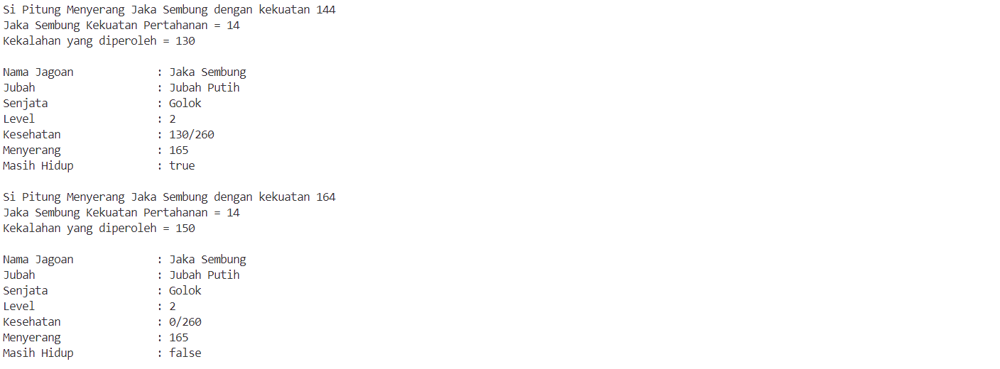 Si Pitung Menyerang Jaka Sembung dengan kekuatan 144
Jaka Sembung Kekuatan Pertahanan = 14
Kekalahan yang diperoleh = 130

Nama Jagoan : Jaka Sembung
Jubah : Jubah Putih
Senjata : Golok
Level : 2
Kesehatan : 130/260
Menyerang : 165
Masih Hidup : true

Si Pitung Menyerang Jaka Sembung dengan kekuatan 164
Jaka Sembung Kekuatan Pertahanan = 14
Kekalahan yang diperoleh = 150

Nama Jagoan : Jaka Sembung
Jubah : Jubah Putih
Senjata : Golok
Level : 2
Kesehatan : 0/260
Menyerang : 165
Masih Hidup : false